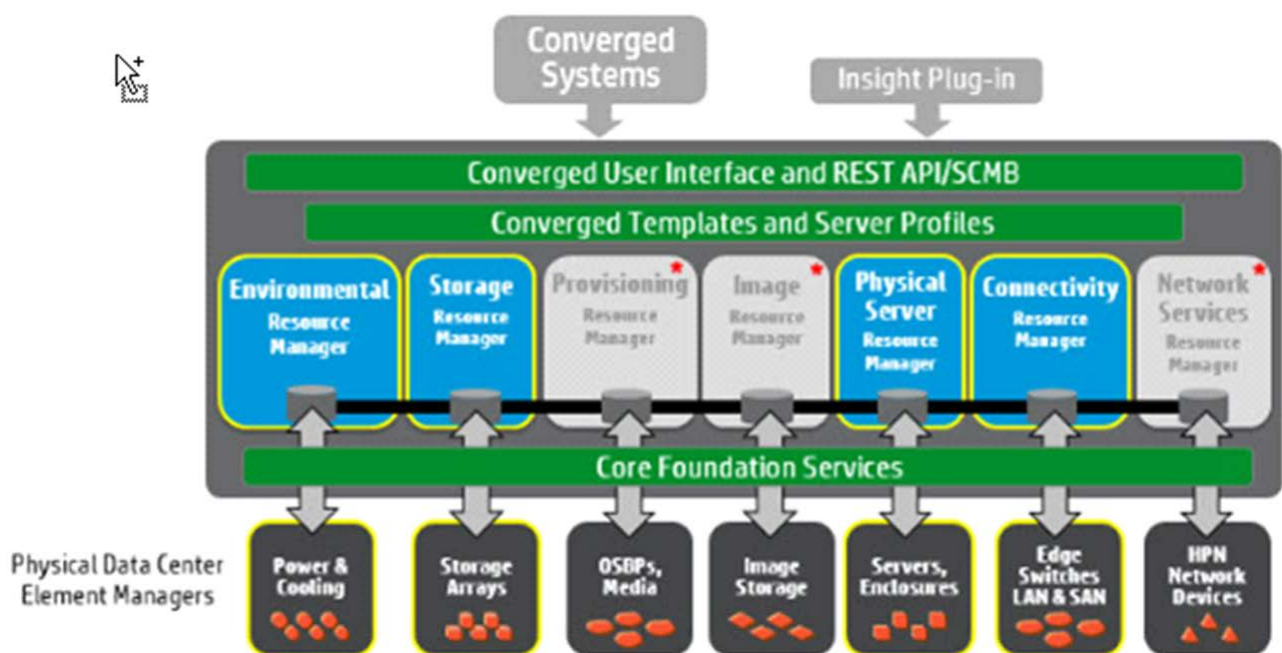 Converged
Systems
Insight Plug-in
Converged User Interface and REST API/SCMB
Converged Templates and Server Profiles
Environmental
Resource
Manager
Storage
Resource
Manager
Provisioning
Resource
Manager
Image
Resource
Manager
Physical
Server
Resource
Manager
Connectivity
Resource
Manager
Network
Services
Resource
Manager
Core Foundation Services
Physical Data Center
Element Managers
Power &
Cooling
Storage
Arrays
OSBPs,
Media
Image
Storage
Servers,
Enclosures
Edge
Switches
LAN & SAN
HPN
Network
Devices